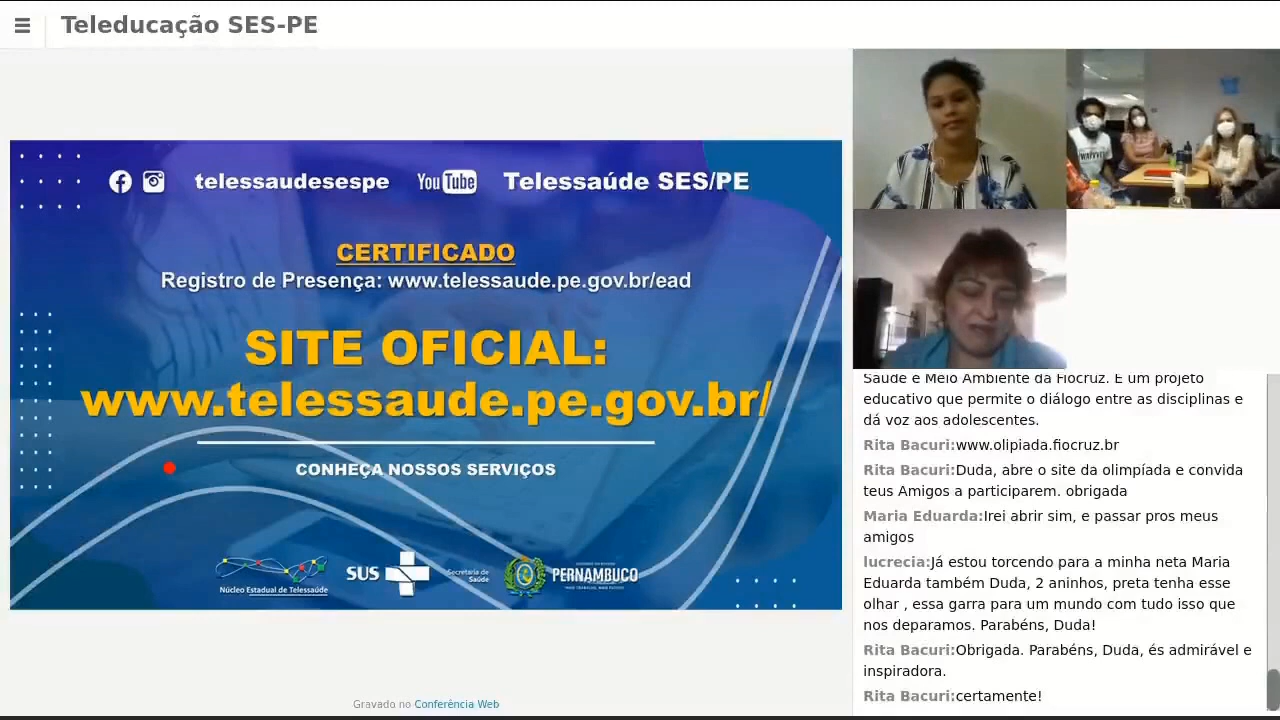 Teleducação SES-PE
telessaudesespe YouTube Telessaúde SES/PE
CERTIFICADO
Registro de Presença: www.telessaude.pe.gov.br/ead
SITE OFICIAL:
www.telessaude.pe.gov.br/
CONHEÇA NOSSOS SERVIÇOS
Núcleo Estadual de Telessaúde
SUS
Secretaria de
Saúde
PERNAMBUCO
Gravado no Conferência Web
Saúde e Meio Ambiente da Fiocruz. É um projeto
educativo que permite o diálogo entre as disciplinas e
dá voz aos adolescentes.
Rita Bacuri:www.olipiada.fiocruz.br
Rita Bacuri:Duda, abre o site da olimpíada e convida
teus Amigos a participarem. obrigada
Maria Eduarda:Irei abrir sim, e passar pros meus
amigos
lucrecia:Já estou torcendo para a minha neta Maria
Eduarda também Duda, 2 aninhos, preta tenha esse
olhar , essa garra para um mundo com tudo isso que
nos deparamos. Parabéns, Duda!
Rita Bacuri:Obrigada. Parabéns, Duda, és admirável e
inspiradora.
Rita Bacuri:certamente!